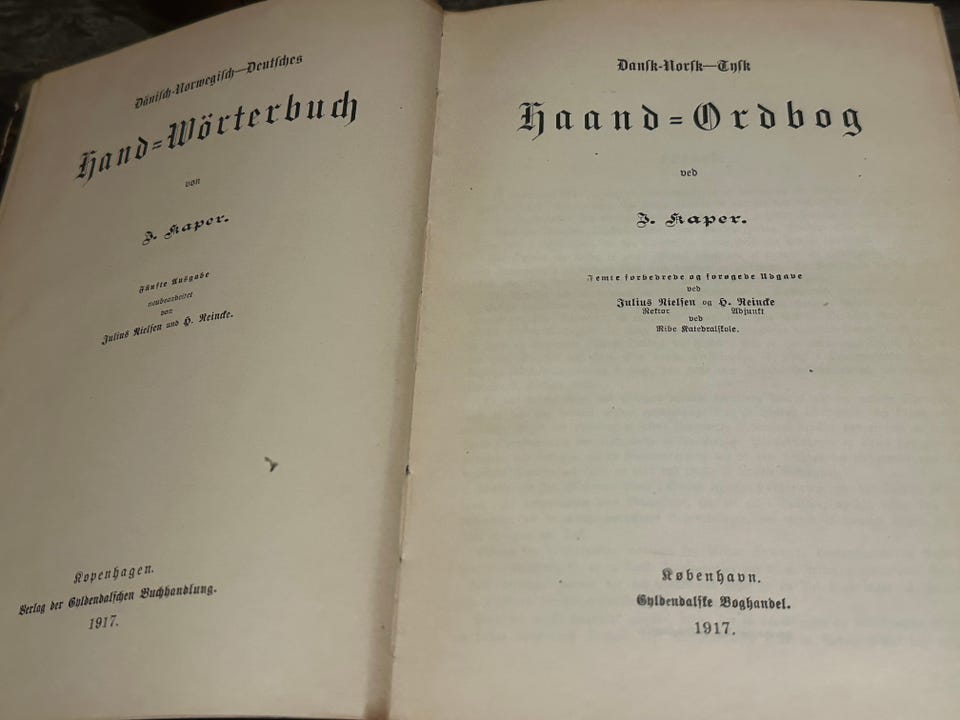 Dänisch-Norwegisch—Deutsches
Hand=Wörterbuch
von
J. Kaper.
Fünfte Ausgabe
neubearbeitet
von
Julius Nielsen und H. Reincke.
Kopenhagen.
Verlag der Gyldendalschen Buchhandlung.
1917.
Dansk-Norsk—Tysk
Haand=Ordbog
ved
J. Kaper.
Femte forbedrede og forøgede Udgave
ved
Julius Nielsen og H. Reincke
Rektor Adjunkt
ved
Ribe Katedralskole.
København.
Gyldendalske Boghandel.
1917.